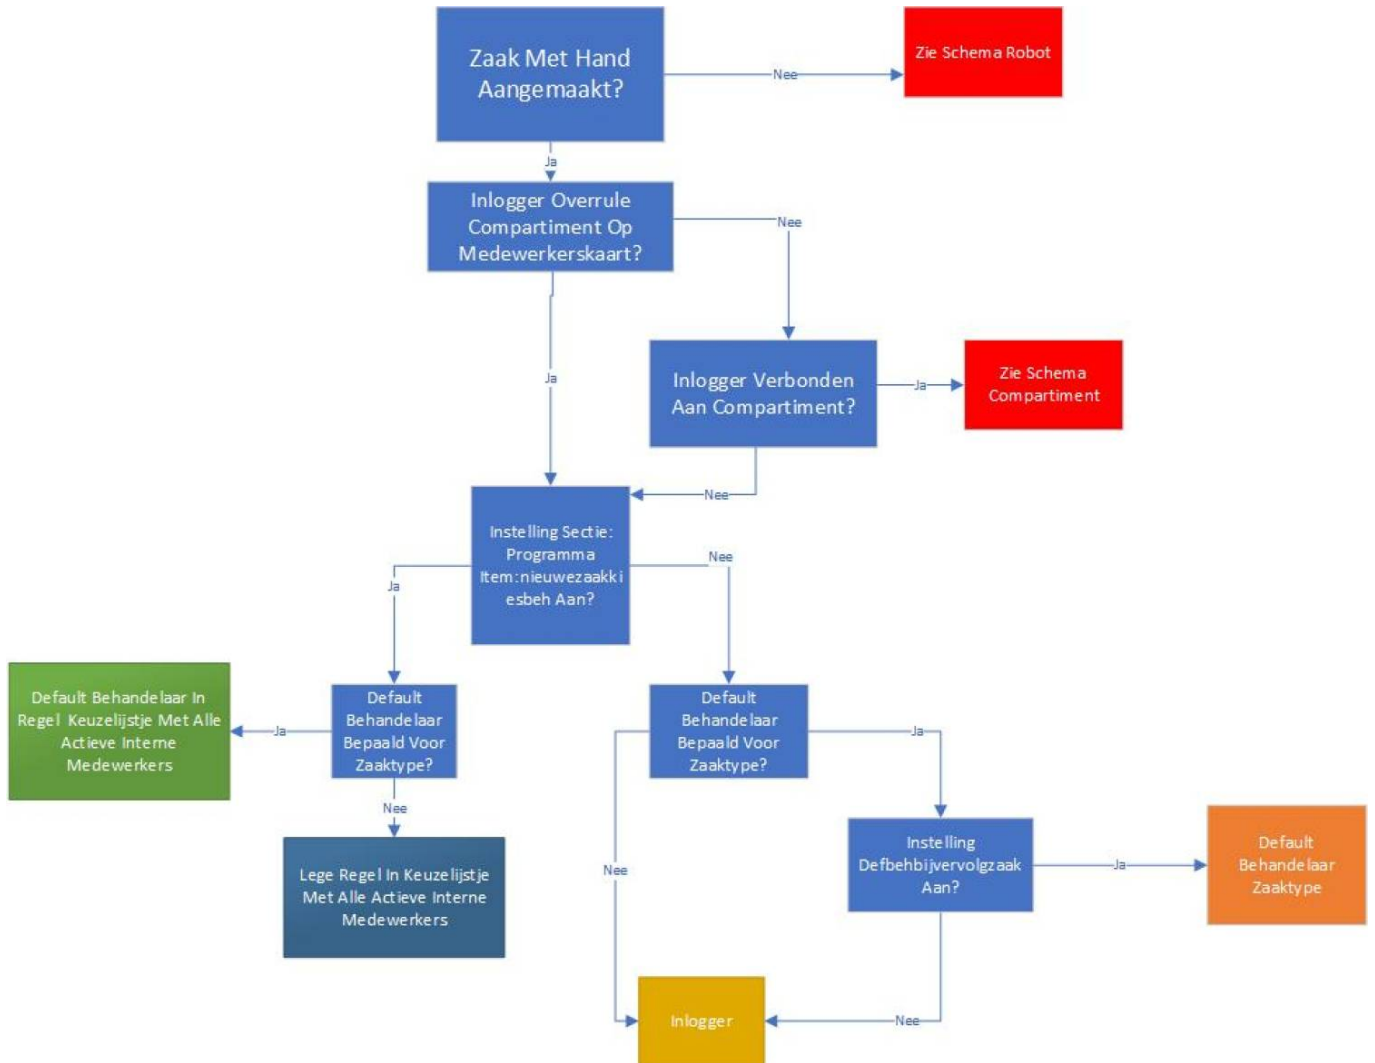 Zaak Met Hand
Aangemaakt?
Nee
Zie Schema Robot
Ja
Inlogger Overrule
Compartiment Op
Medewerkerskaart?
Nee
Ja
Inlogger Verbonden
Aan Compartiment?
Ja
Zie Schema
Compartiment
Nee
Instelling Sectie:
Programma
Item:nieuwezaakki
esbeh Aan?
Ja
Nee
Default Behandelaar In
Regel Keuzelijstje Met Alle
Actieve Interne
Medewerkers
Ja
Default
Behandelaar
Bepaald Voor
Zaaktype?
Nee
Lege Regel In Keuzelijstje
Met Alle Actieve Interne
Medewerkers
Default
Behandelaar
Bepaald Voor
Zaaktype?
Ja
Nee
Instelling
Defbehbijvervolgzaak
Aan?
Ja
Default
Behandelaar
Zaaktype
Nee
Inlogger